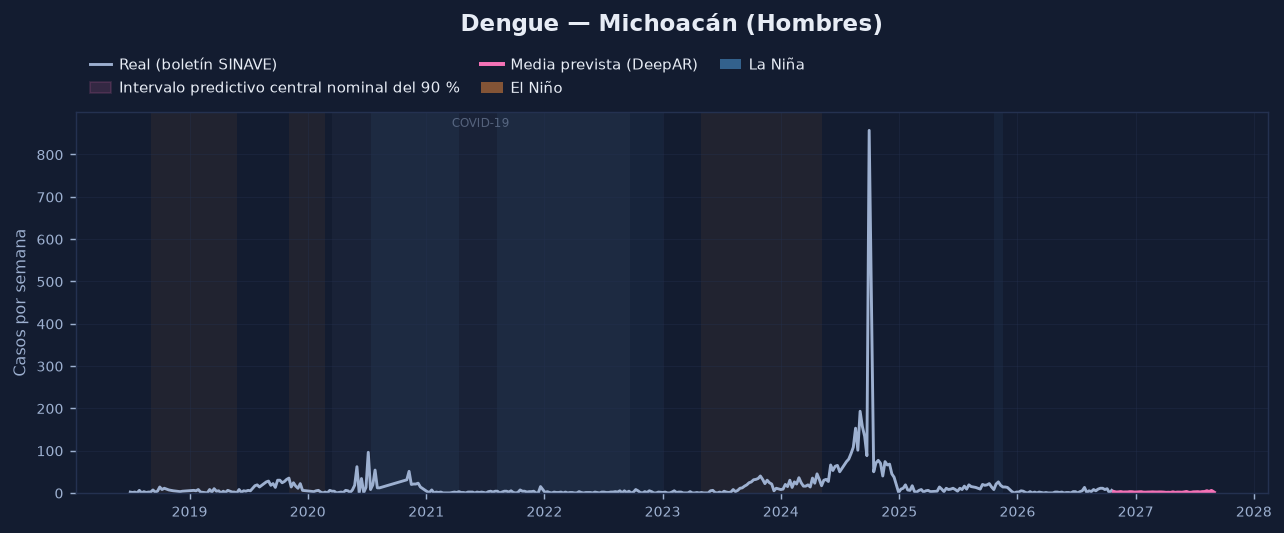 Dengue — Michoacán (Hombres)
Real (boletín SINAVE)
Media prevista (DeepAR)
La Niña
Intervalo predictivo central nominal del 90 %
El Niño
COVID-19
Casos por semana
800
700
600
500
400
300
200
100
0
2019 2020 2021 2022 2023 2024 2025 2026 2027 2028